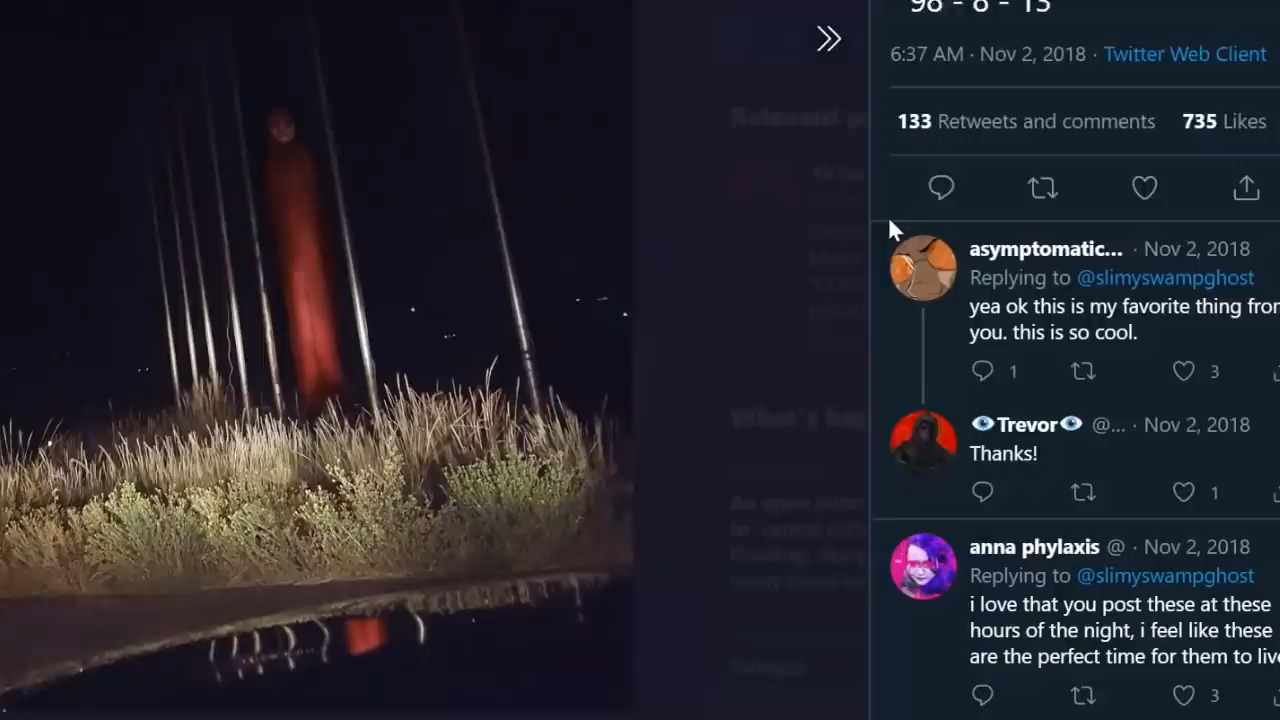 98 - 8 - 13
6:37 AM · Nov 2, 2018 · Twitter Web Client
133 Retweets and comments 735 Likes
asymptomatic... · Nov 2, 2018
Replying to @slimyswampghost
yea ok this is my favorite thing from
you. this is so cool.
1 3
Trevor @... · Nov 2, 2018
Thanks!
1
anna phylaxis @ · Nov 2, 2018
Replying to @slimyswampghost
i love that you post these at these
hours of the night, i feel like these
are the perfect time for them to live
3